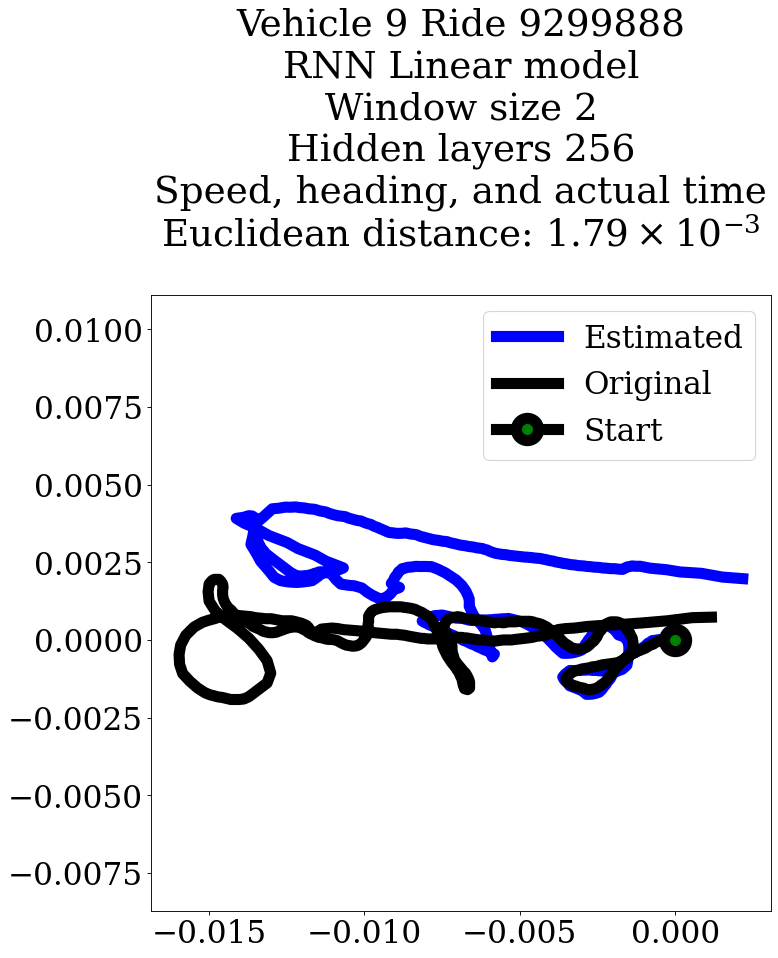 Vehicle 9 Ride 9299888
RNN Linear model
Window size 2
Hidden layers 256
Speed, heading, and actual time
Euclidean distance: 1.79 × 10⁻³
Estimated
Original
Start
0.0100
0.0075
0.0050
0.0025
0.0000
−0.0025
−0.0050
−0.0075
−0.015 −0.010 −0.005 0.000